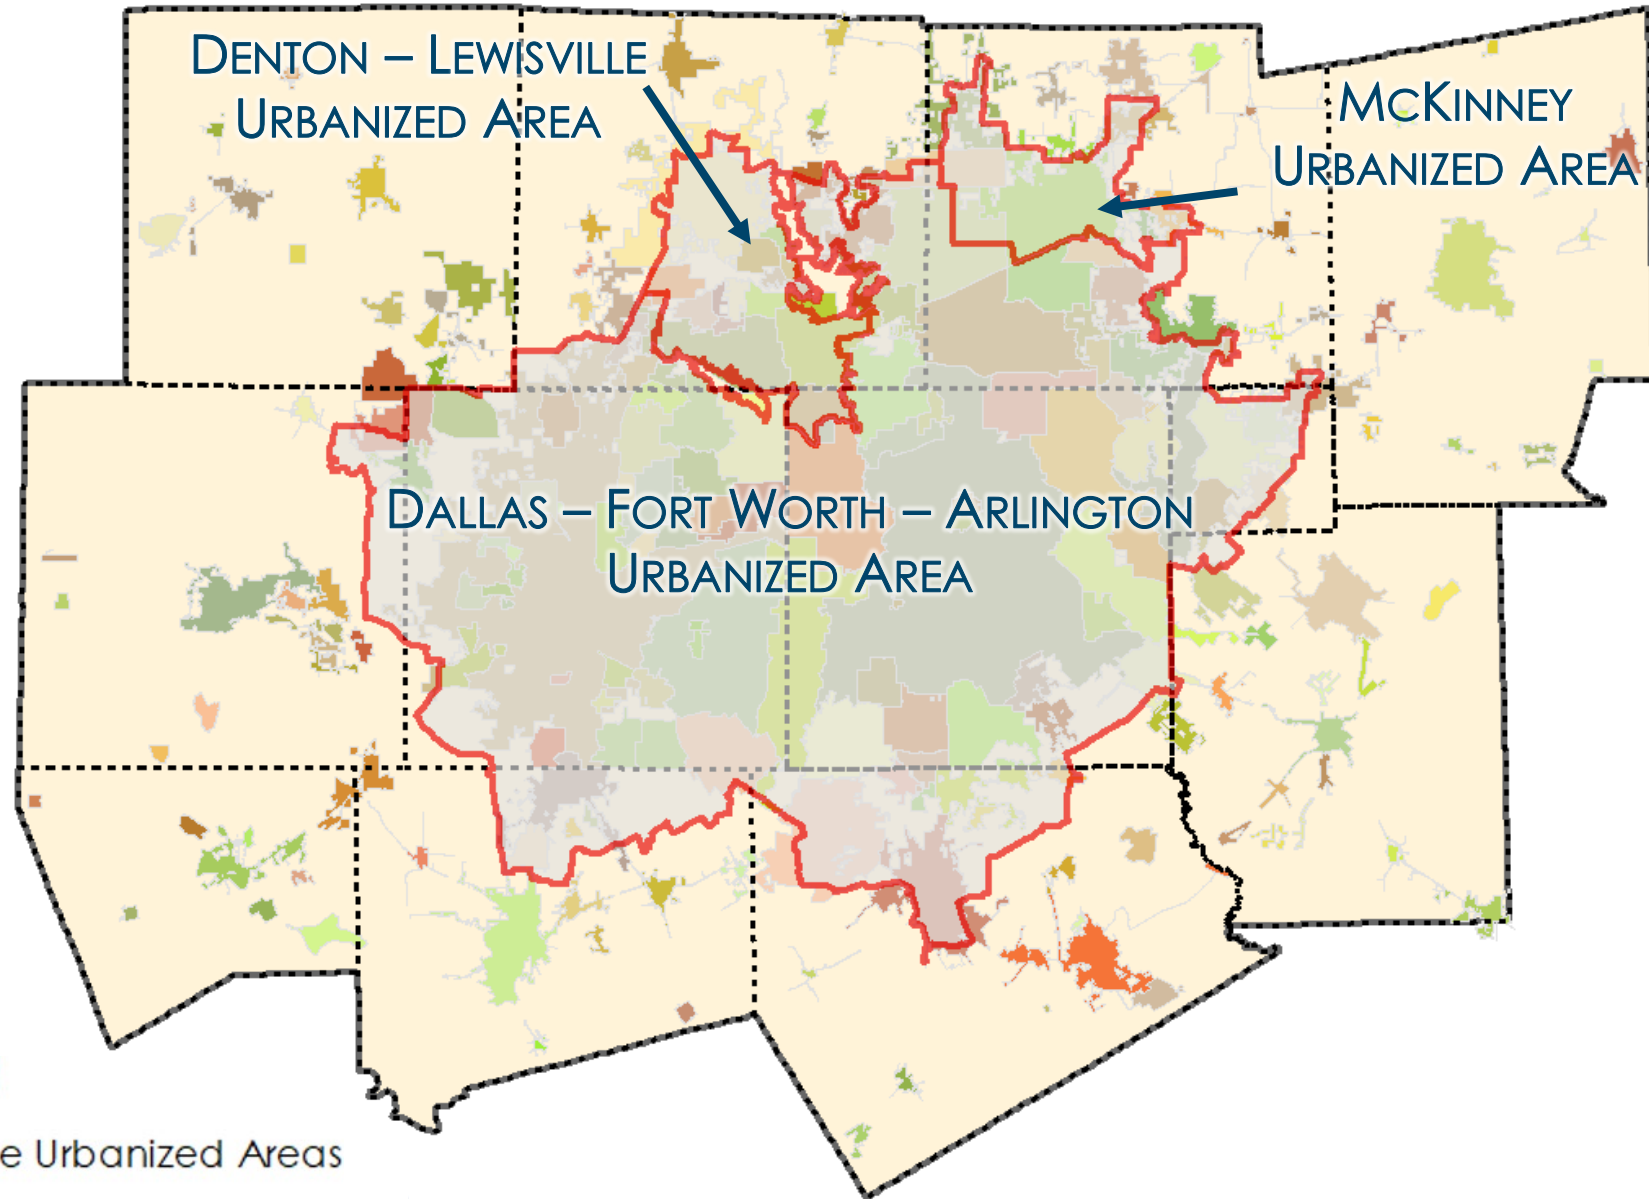 DENTON – LEWISVILLE
URBANIZED AREA
MCKINNEY
URBANIZED AREA
DALLAS – FORT WORTH – ARLINGTON
URBANIZED AREA
e Urbanized Areas